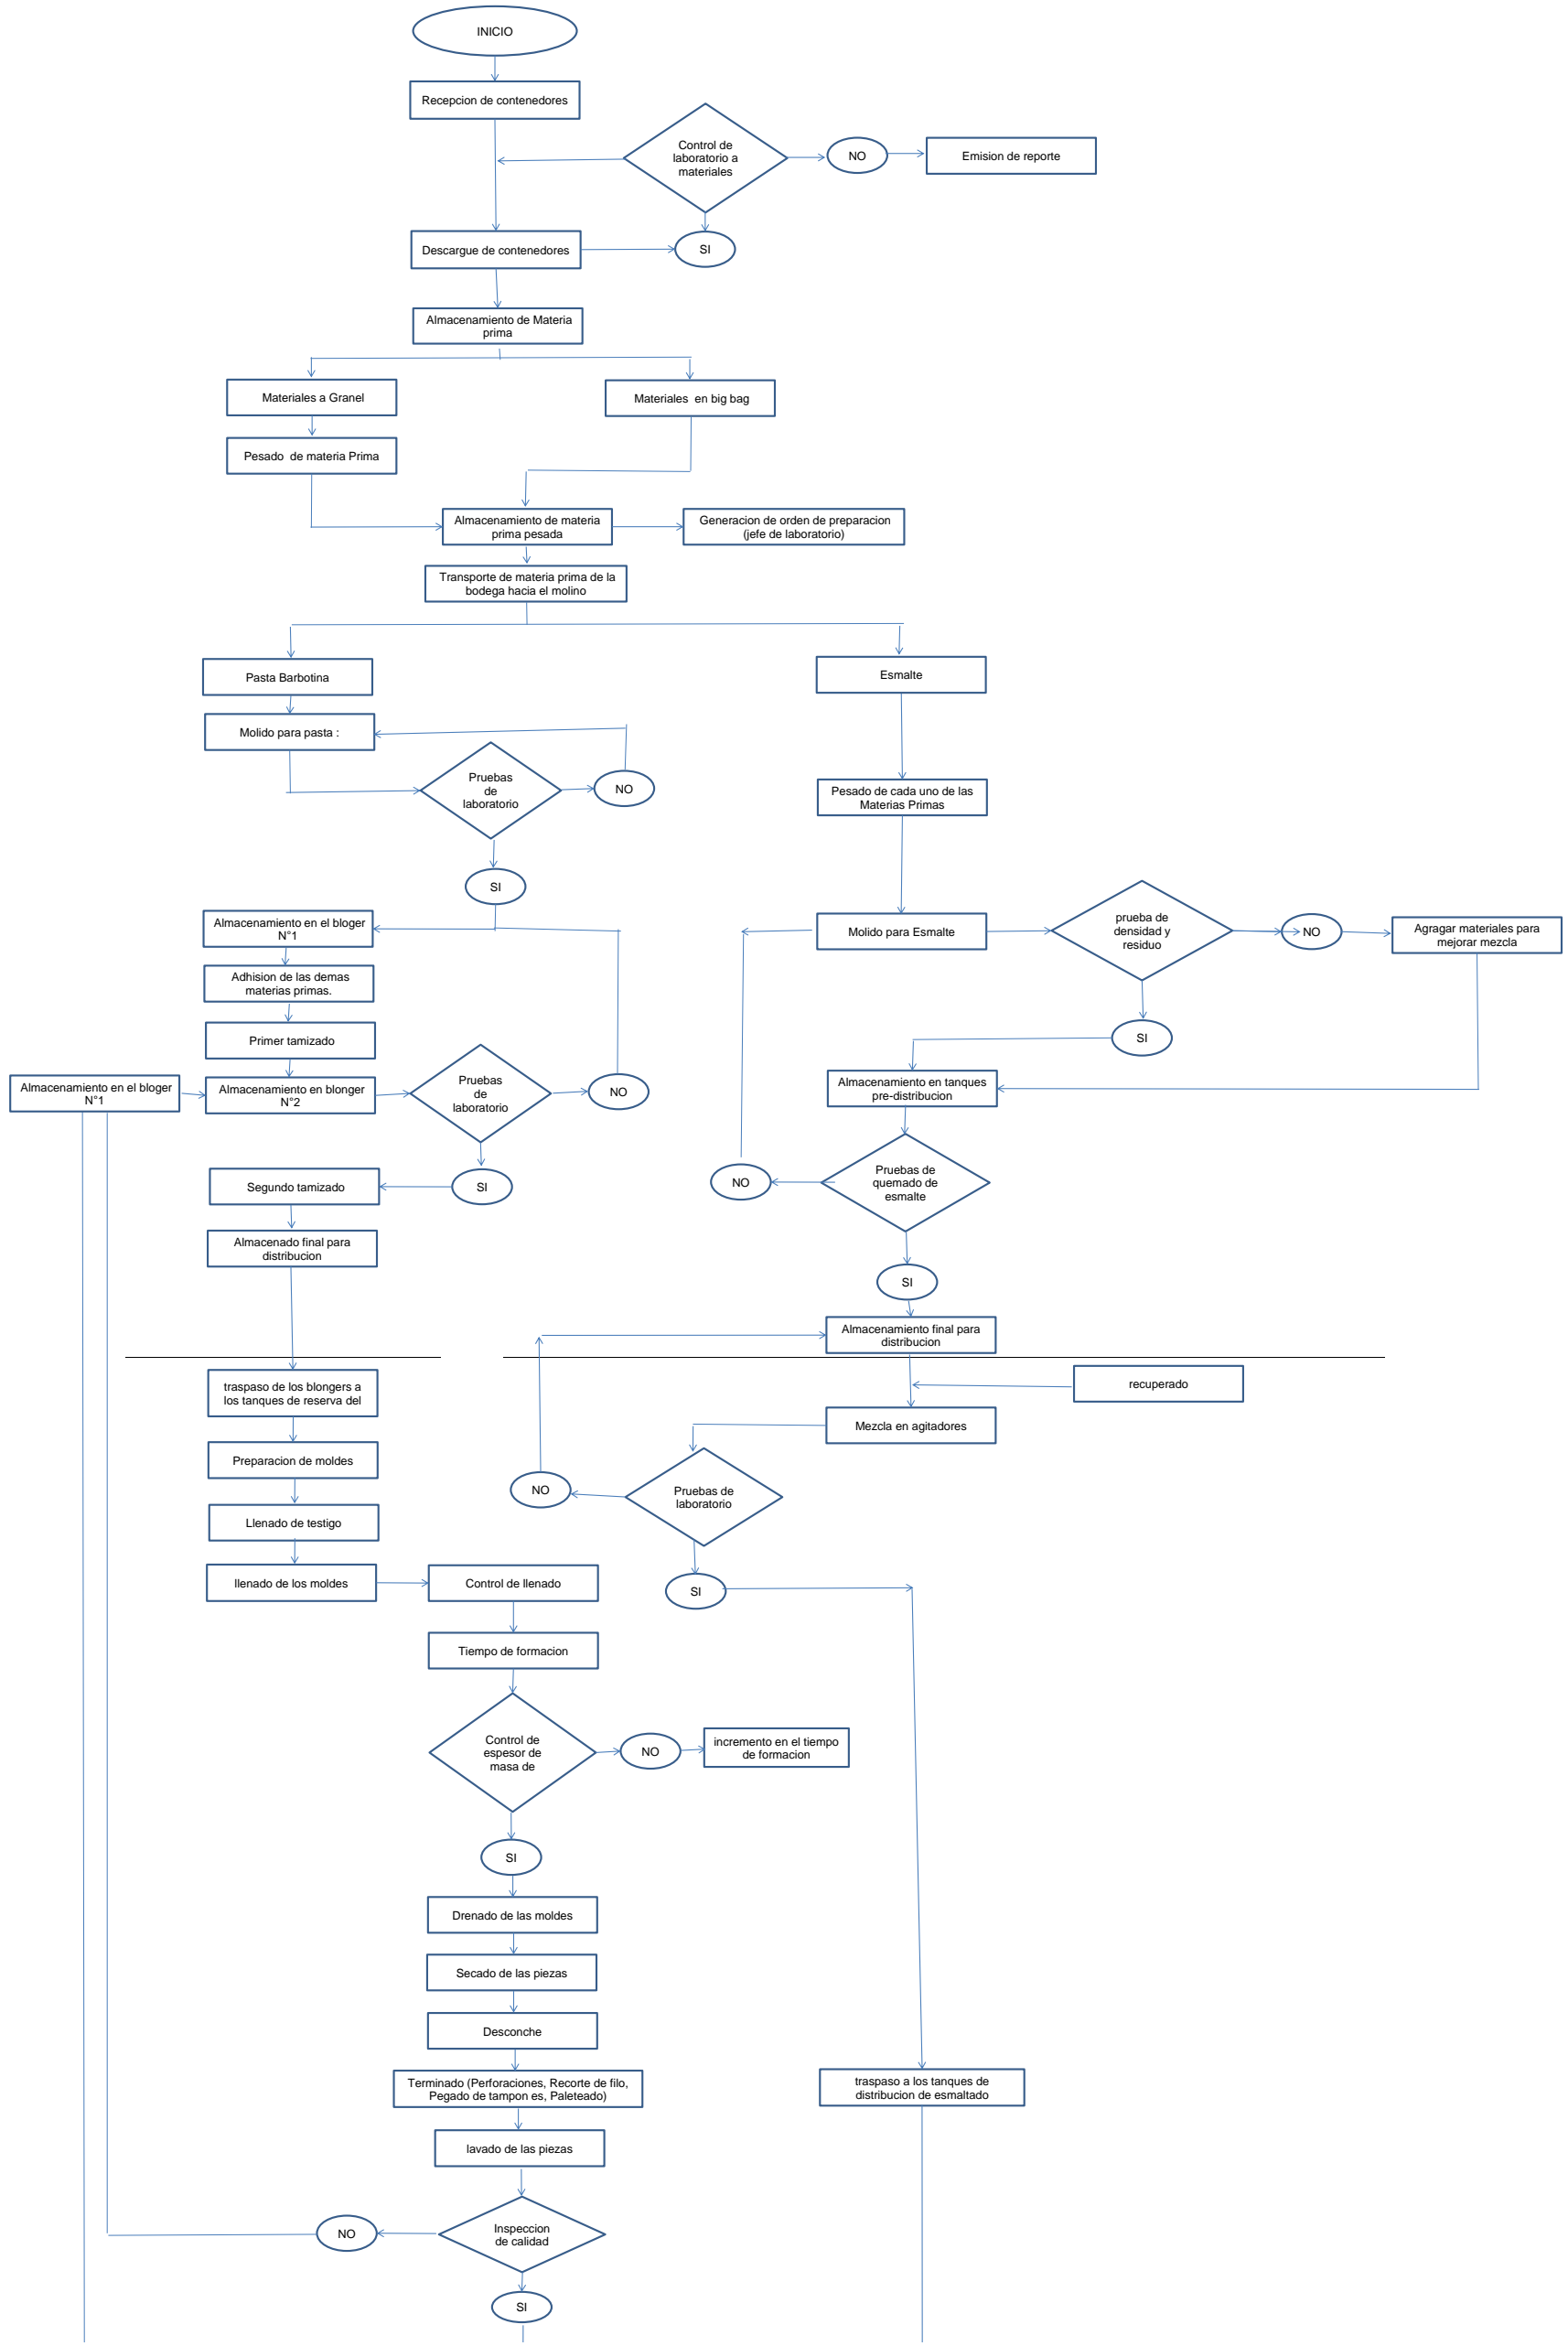 INICIO
Recepcion de contenedores
Control de
laboratorio a
materiales
NO
Emision de reporte
Descargue de contenedores
SI
Almacenamiento de Materia
prima
Materiales a Granel
Materiales en big bag
Pesado de materia Prima
Almacenamiento de materia
prima pesada
Generacion de orden de preparacion
(jefe de laboratorio)
Transporte de materia prima de la
bodega hacia el molino
Pasta Barbotina
Esmalte
Molido para pasta :
Pruebas
de
laboratorio
NO
Pesado de cada uno de las
Materias Primas
SI
Almacenamiento en el bloger
N°1
Molido para Esmalte
prueba de
densidad y
residuo
NO
Agragar materiales para
mejorar mezcla
Adhision de las demas
materias primas.
Primer tamizado
SI
Almacenamiento en el bloger
N°1
Almacenamiento en blonger
N°2
Pruebas
de
laboratorio
NO
Almacenamiento en tanques
pre-distribucion
Segundo tamizado
SI
NO
Pruebas de
quemado de
esmalte
Almacenado final para
distribucion
SI
Almacenamiento final para
distribucion
traspaso de los blongers a
los tanques de reserva del
recuperado
Mezcla en agitadores
Preparacion de moldes
NO
Pruebas de
laboratorio
Llenado de testigo
llenado de los moldes
Control de llenado
SI
Tiempo de formacion
Control de
espesor de
masa de
NO
incremento en el tiempo
de formacion
SI
Drenado de las moldes
Secado de las piezas
Desconche
Terminado (Perforaciones, Recorte de filo,
Pegado de tampon es, Paleteado)
traspaso a los tanques de
distribucion de esmaltado
lavado de las piezas
NO
Inspeccion
de calidad
SI